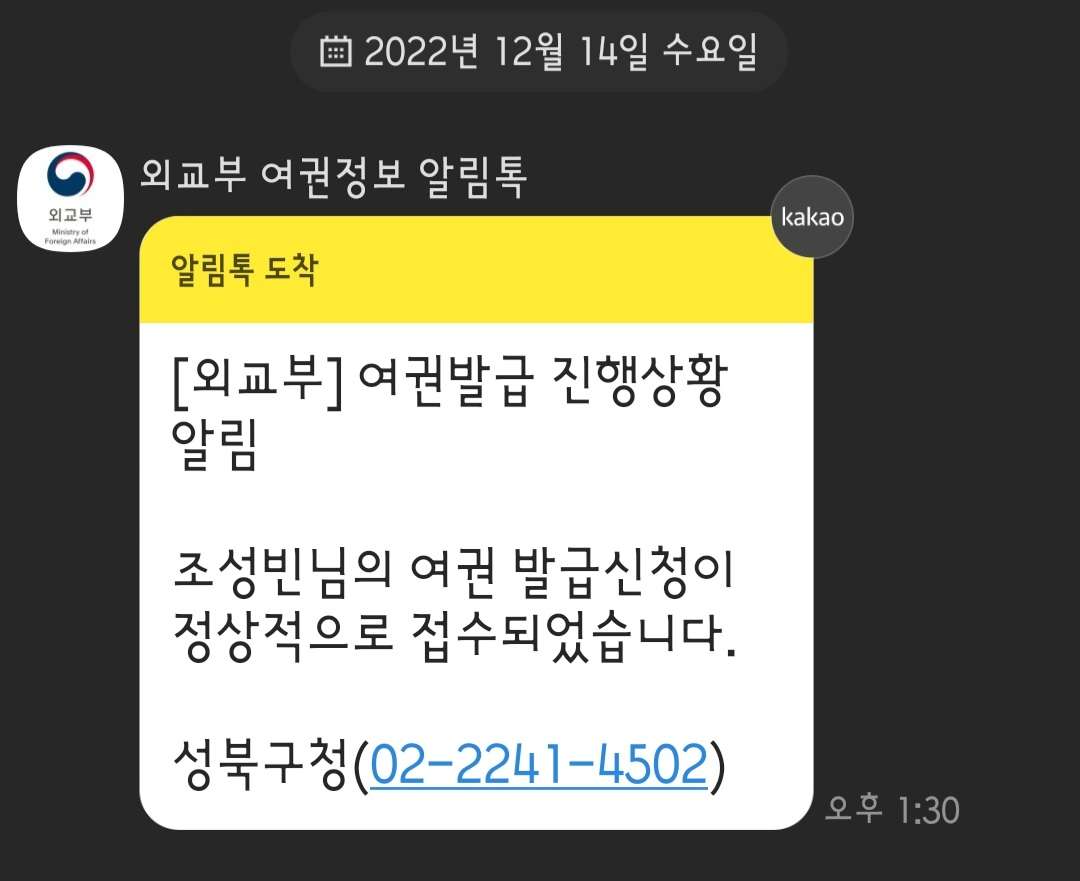 2022년 12월 14일 수요일
외교부
Ministry of
Foreign Affairs
외교부 여권정보 알림톡
kakao
알림톡 도착
[외교부] 여권발급 진행상황
알림
조성빈님의 여권 발급신청이
정상적으로 접수되었습니다.
성북구청(02-2241-4502)
오후 1:30